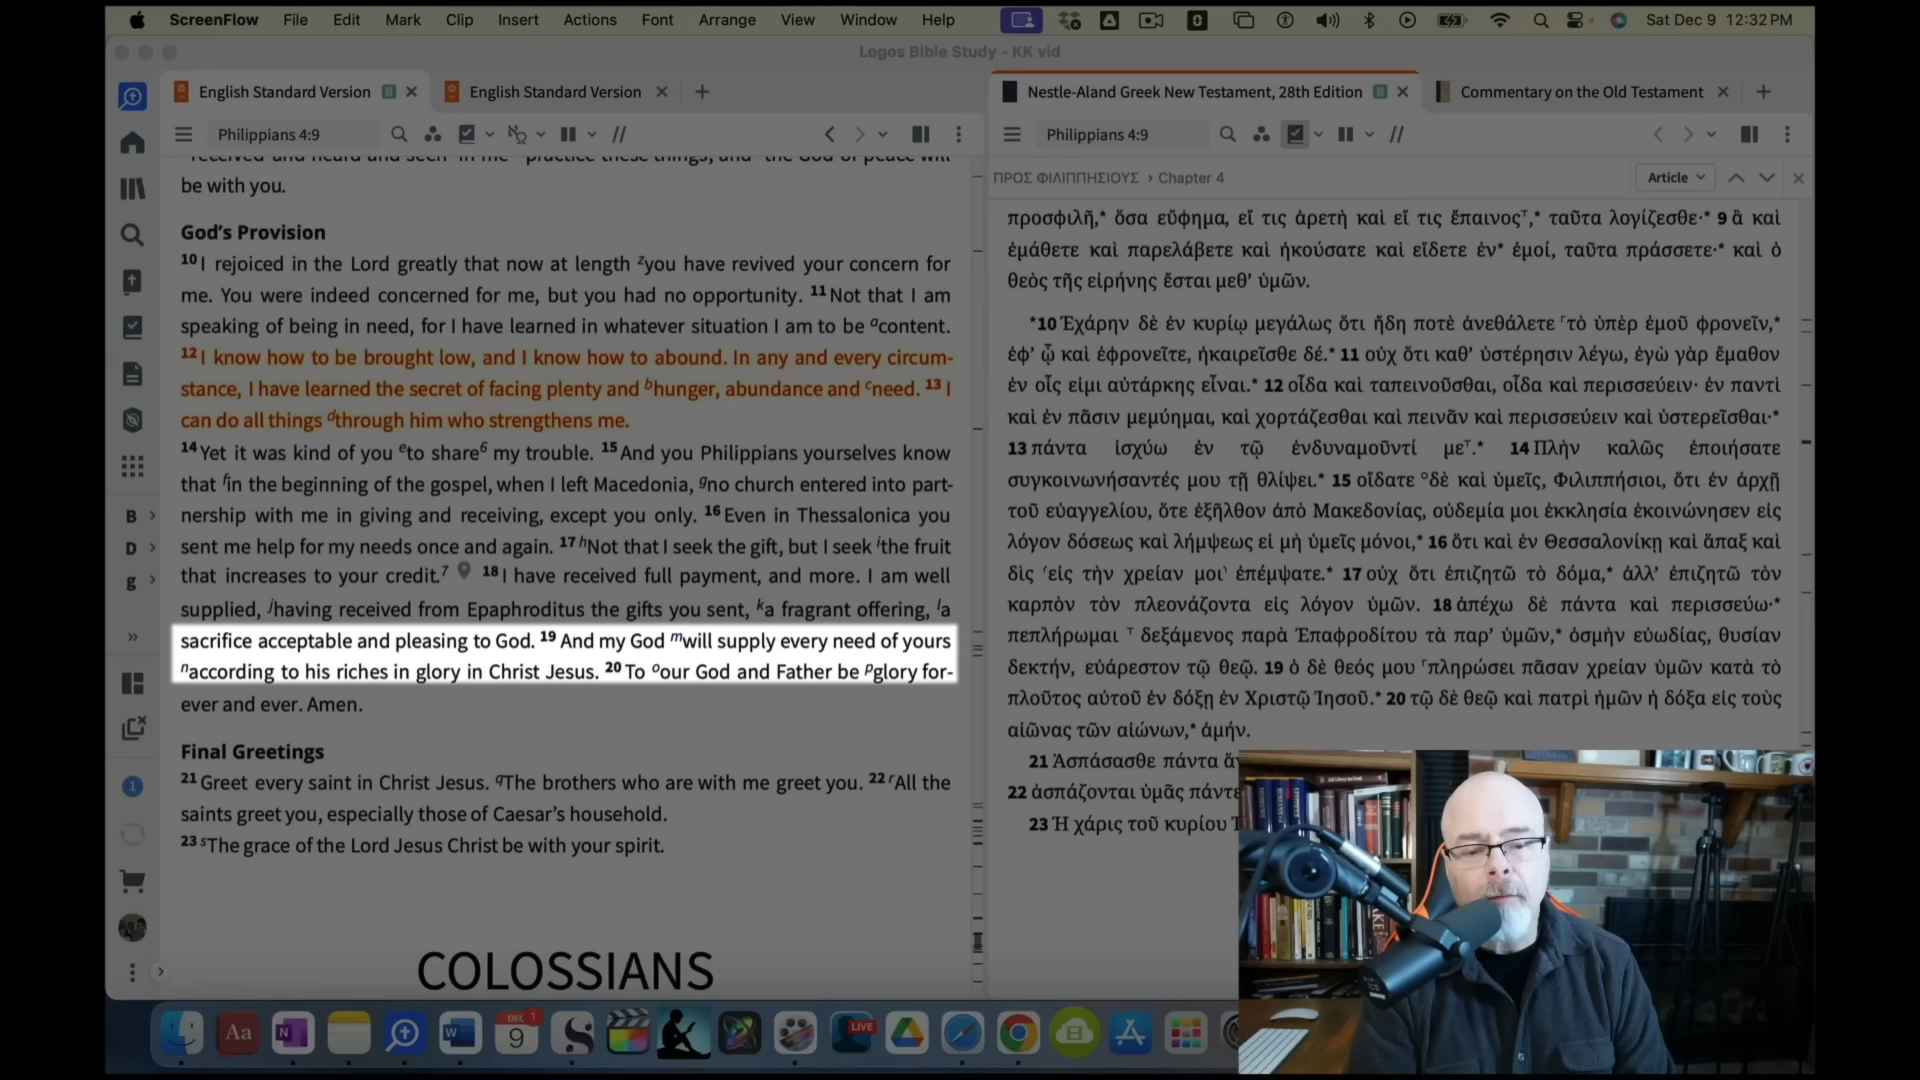 ScreenFlow File Edit Mark Clip Insert Actions Font Arrange View Window Help Sat Dec 9 12:32 PM
Logos Bible Study - KK vid
English Standard Version
English Standard Version
Philippians 4:9
be with you.
God's Provision
10 I rejoiced in the Lord greatly that now at length z you have revived your concern for
me. You were indeed concerned for me, but you had no opportunity. 11 Not that I am
speaking of being in need, for I have learned in whatever situation I am to be a content.
12 I know how to be brought low, and I know how to abound. In any and every circum-
stance, I have learned the secret of facing plenty and b hunger, abundance and c need. 13 I
can do all things d through him who strengthens me.
14 Yet it was kind of you e to share 6 my trouble. 15 And you Philippians yourselves know
that f in the beginning of the gospel, when I left Macedonia, g no church entered into part-
nership with me in giving and receiving, except you only. 16 Even in Thessalonica you
sent me help for my needs once and again. 17 h Not that I seek the gift, but I seek i the fruit
that increases to your credit. 7 18 I have received full payment, and more. I am well
supplied, j having received from Epaphroditus the gifts you sent, k a fragrant offering, l a
sacrifice acceptable and pleasing to God. 19 And my God m will supply every need of yours
n according to his riches in glory in Christ Jesus. 20 To o our God and Father be p glory for-
ever and ever. Amen.
Final Greetings
21 Greet every saint in Christ Jesus. q The brothers who are with me greet you. 22 r All the
saints greet you, especially those of Caesar's household.
23 s The grace of the Lord Jesus Christ be with your spirit.
COLOSSIANS
B
D
g
1
Nestle-Aland Greek New Testament, 28th Edition
Commentary on the Old Testament
Philippians 4:9
ΠΡΟΣ ΦΙΛΙΠΠΗΣΙΟΥΣ › Chapter 4
Article
προσφιλῆ,* ὅσα εὔφημα, εἴ τις ἀρετὴ καὶ εἴ τις ἔπαινος⸆,* ταῦτα λογίζεσθε·* 9 ἃ καὶ
ἐμάθετε καὶ παρελάβετε καὶ ἠκούσατε καὶ εἴδετε ἐν* ἐμοί, ταῦτα πράσσετε·* καὶ ὁ
θεὸς τῆς εἰρήνης ἔσται μεθ' ὑμῶν.
*10 Ἐχάρην δὲ ἐν κυρίῳ μεγάλως ὅτι ἤδη ποτὲ ἀνεθάλετε ⸀τὸ ὑπὲρ ἐμοῦ φρονεῖν,*
ἐφ' ᾧ καὶ ἐφρονεῖτε, ἠκαιρεῖσθε δέ.* 11 οὐχ ὅτι καθ' ὑστέρησιν λέγω, ἐγὼ γὰρ ἔμαθον
ἐν οἷς εἰμι αὐτάρκης εἶναι.* 12 οἶδα καὶ ταπεινοῦσθαι, οἶδα καὶ περισσεύειν· ἐν παντὶ
καὶ ἐν πᾶσιν μεμύημαι, καὶ χορτάζεσθαι καὶ πεινᾶν καὶ περισσεύειν καὶ ὑστερεῖσθαι·*
13 πάντα ἰσχύω ἐν τῷ ἐνδυναμοῦντί με⸆.* 14 Πλὴν καλῶς ἐποιήσατε
συγκοινωνήσαντές μου τῇ θλίψει.* 15 οἴδατε °δὲ καὶ ὑμεῖς, Φιλιππήσιοι, ὅτι ἐν ἀρχῇ
τοῦ εὐαγγελίου, ὅτε ἐξῆλθον ἀπὸ Μακεδονίας, οὐδεμία μοι ἐκκλησία ἐκοινώνησεν εἰς
λόγον δόσεως καὶ λήμψεως εἰ μὴ ὑμεῖς μόνοι,* 16 ὅτι καὶ ἐν Θεσσαλονίκῃ καὶ ἅπαξ καὶ
δὶς ⸂εἰς τὴν χρείαν μοι⸃ ἐπέμψατε.* 17 οὐχ ὅτι ἐπιζητῶ τὸ δόμα,* ἀλλ' ἐπιζητῶ τὸν
καρπὸν τὸν πλεονάζοντα εἰς λόγον ὑμῶν. 18 ἀπέχω δὲ πάντα καὶ περισσεύω·*
πεπλήρωμαι ⸆ δεξάμενος παρὰ Ἐπαφροδίτου τὰ παρ' ὑμῶν,* ὀσμὴν εὐωδίας, θυσίαν
δεκτήν, εὐάρεστον τῷ θεῷ. 19 ὁ δὲ θεός μου ⸀πληρώσει πᾶσαν χρείαν ὑμῶν κατὰ τὸ
πλοῦτος αὐτοῦ ἐν δόξῃ ἐν Χριστῷ Ἰησοῦ.* 20 τῷ δὲ θεῷ καὶ πατρὶ ἡμῶν ἡ δόξα εἰς τοὺς
αἰῶνας τῶν αἰώνων,* ἀμήν.
21 Ἀσπάσασθε πάντα
22 ἀσπάζονται ὑμᾶς
23 Ἡ χάρις τοῦ κυρίου
Aa
N
W
DEC 1
9
LIVE